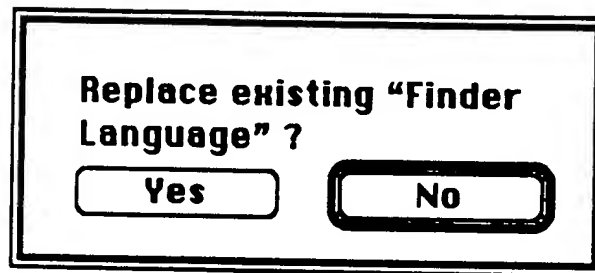 Replace existing “Finder
Language” ?
Yes No